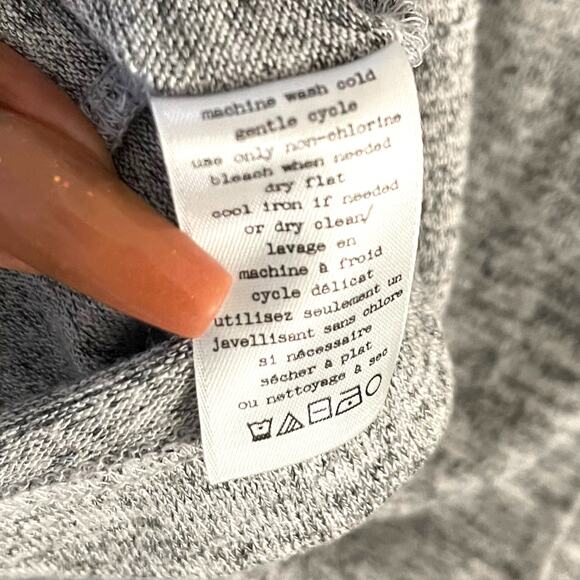 machine wash cold
gentle cycle
use only non-chlorine
bleach when needed
dry flat
cool iron if needed
or dry clean/
lavage en
machine à froid
cycle délicat
utilisez seulement un
javellisant sans chlore
si nécessaire
sécher à plat
ou nettoyage à sec